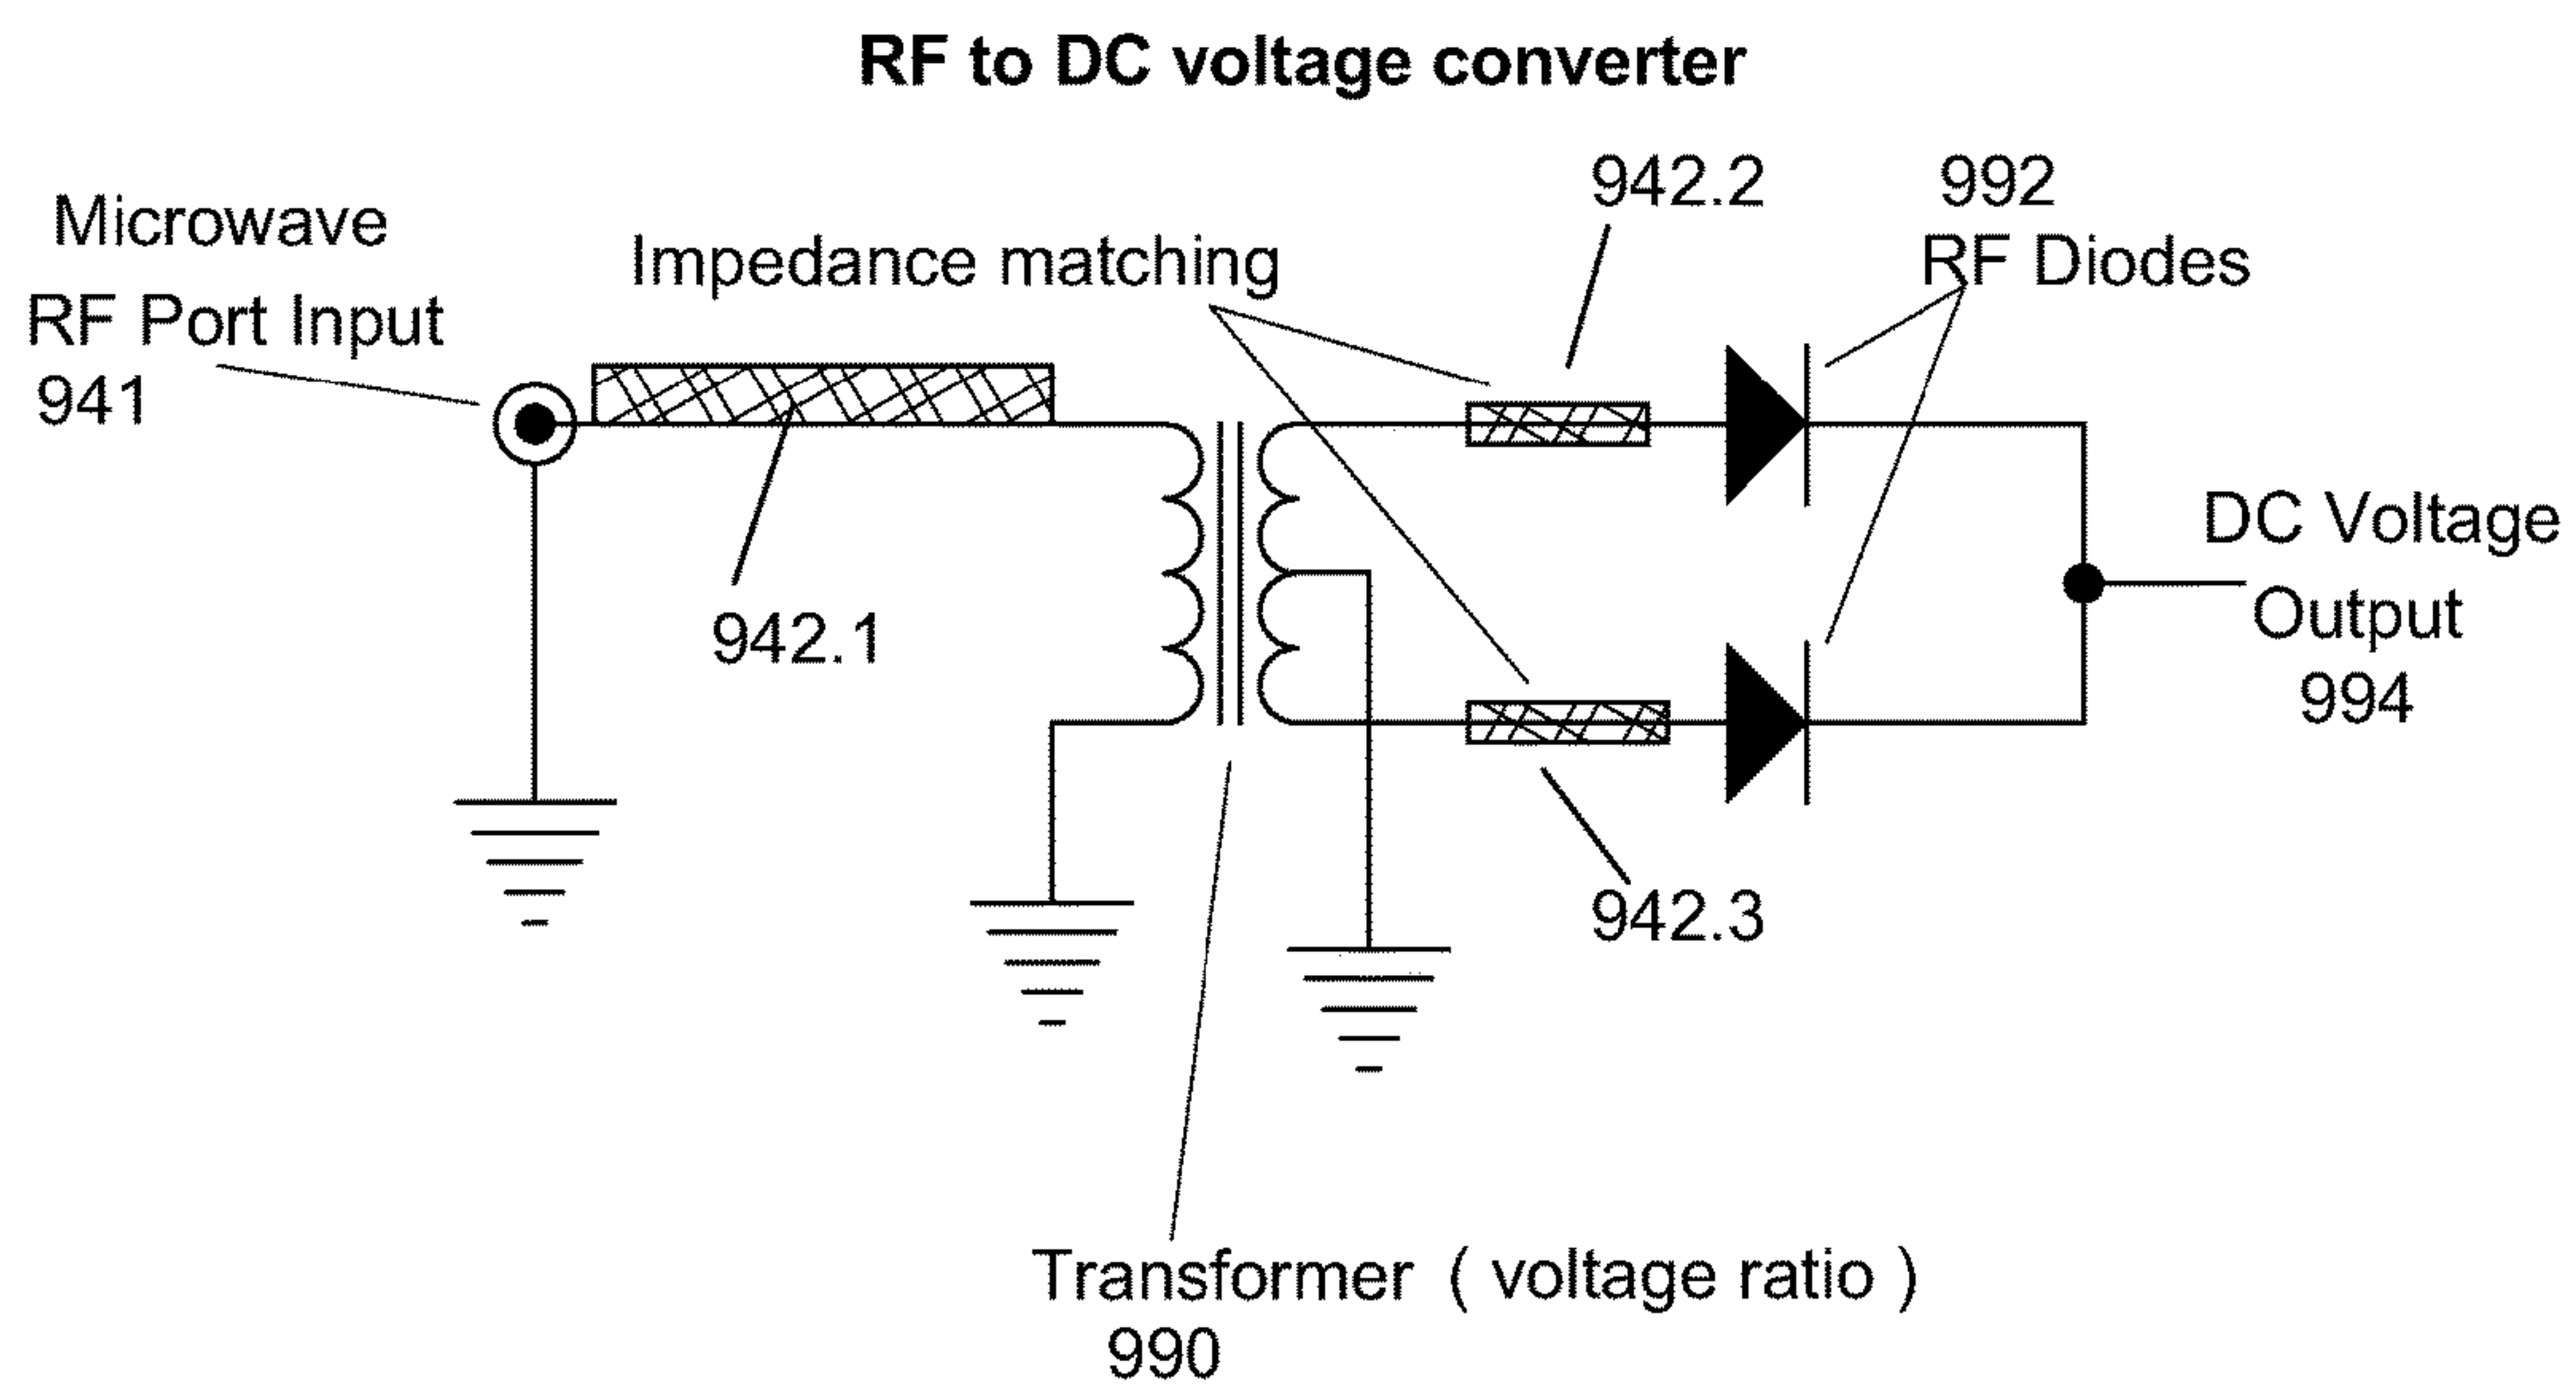 RF to DC voltage converter
Microwave
RF Port Input
941
Impedance matching
942.2
992
RF Diodes
942.1
DC Voltage
Output
994
942.3
Transformer ( voltage ratio )
990